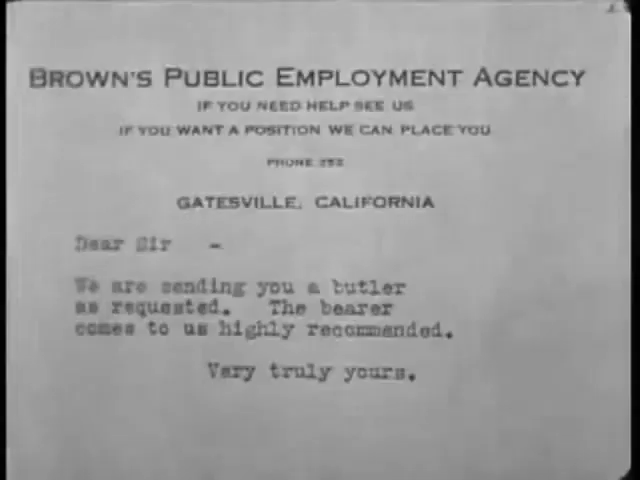 BROWN'S PUBLIC EMPLOYMENT AGENCY
IF YOU NEED HELP SEE US
IF YOU WANT A POSITION WE CAN PLACE YOU
PHONE 252
GATESVILLE, CALIFORNIA
Dear Sir -
We are sending you a butler
as requested. The bearer
comes to us highly recommended.
Very truly yours.